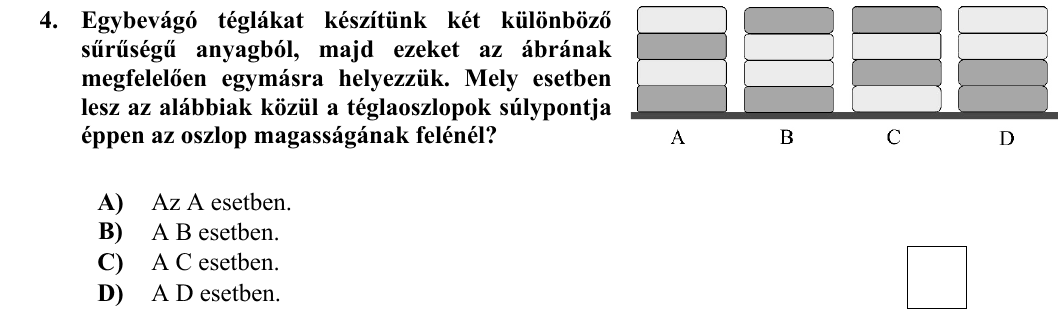 4. Egybevágó téglákat készítünk két különböző
sűrűségű anyagból, majd ezeket az ábrának
megfelelően egymásra helyezzük. Mely esetben
lesz az alábbiak közül a téglaoszlopok súlypontja
éppen az oszlop magasságának felénél?
A B C D
A) Az A esetben.
B) A B esetben.
C) A C esetben.
D) A D esetben.